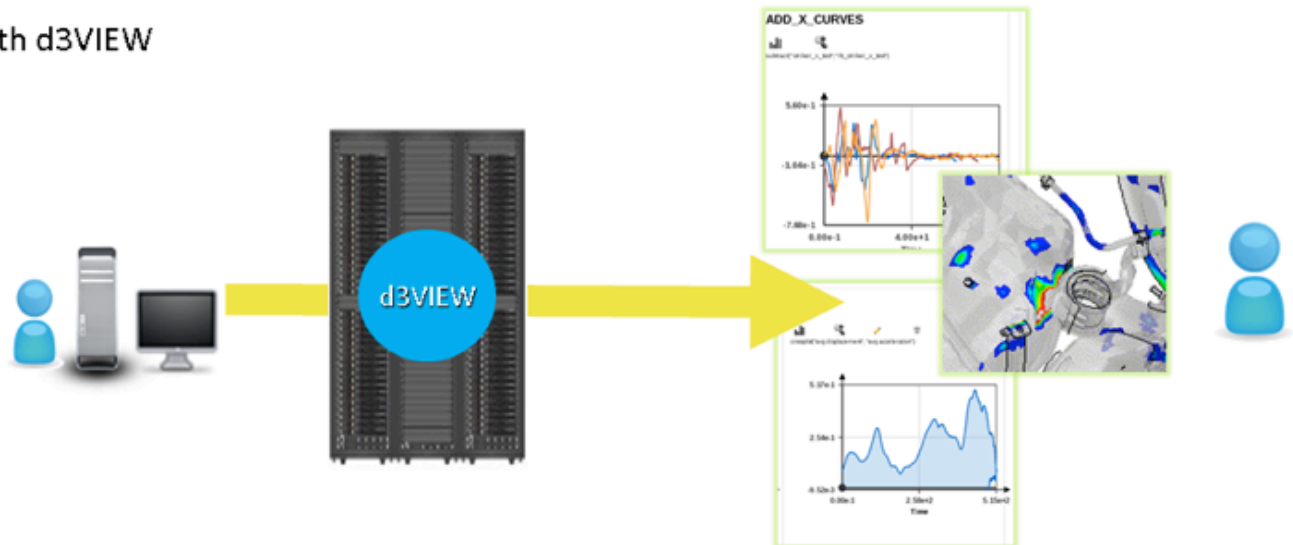 th d3VIEW
ADD_X_CURVES
5.60e-1
-1.04e-1
-7.68e-1
0.00e-1 4.00e+1
d3VIEW
5.17e-1
2.54e-1
0.00e-1 2.58e+2 5.15e+2
Time